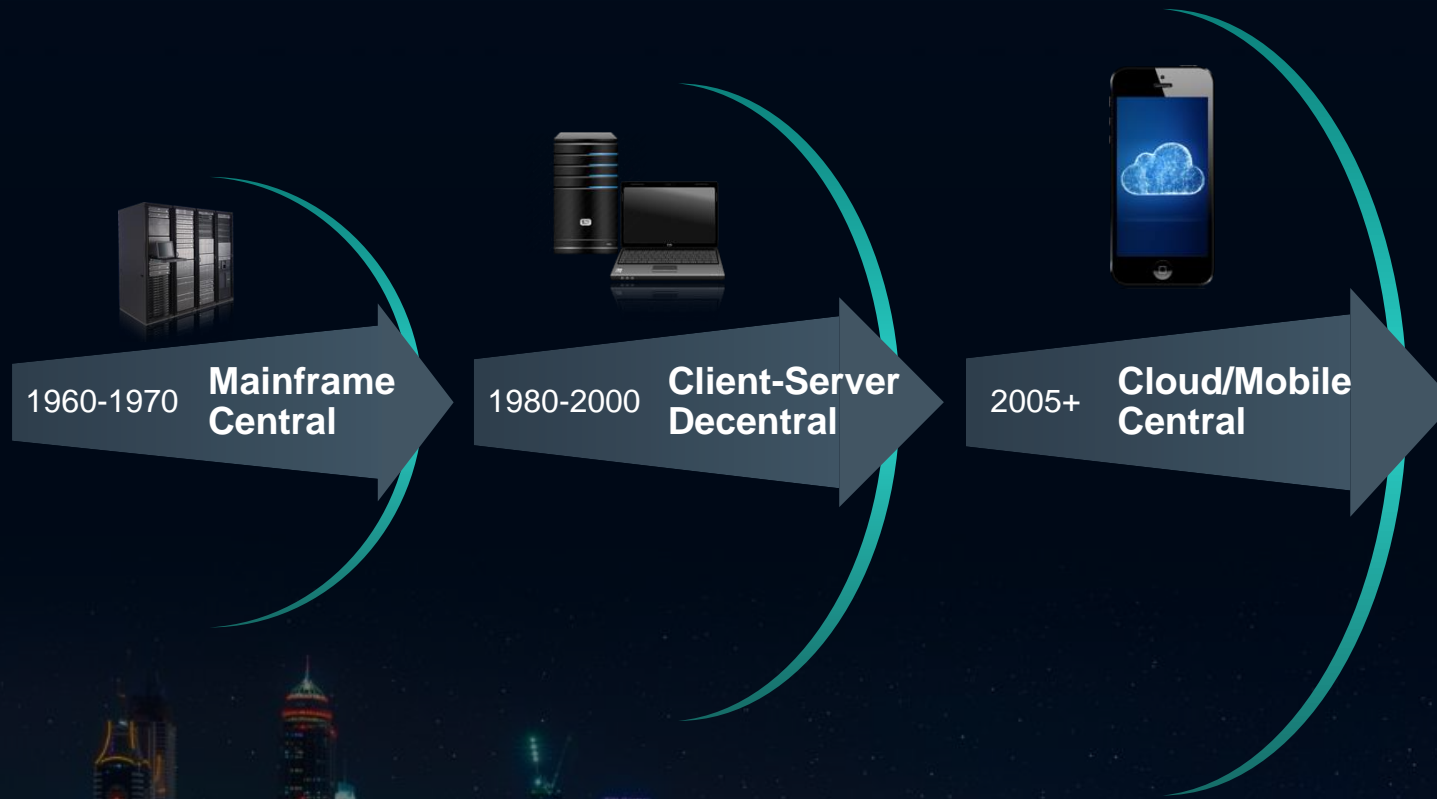 1960-1970
Mainframe
Central
1980-2000
Client-Server
Decentral
2005+
Cloud/Mobile
Central